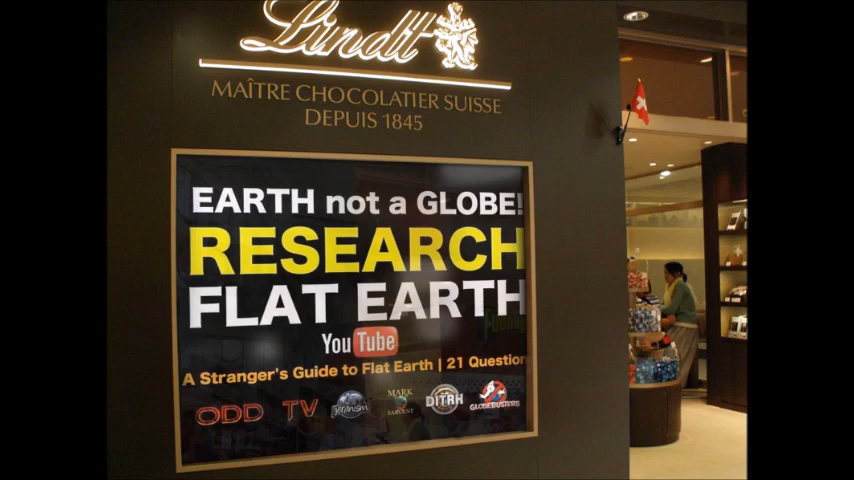 Lindt
MAÎTRE CHOCOLATIER SUISSE
DEPUIS 1845
EARTH not a GLOBE!
RESEARCH
FLAT EARTH
YouTube
A Stranger's Guide to Flat Earth | 21 Question
ODD TV
jeranism
MARK
SARGENT
DITRH
GLOBEBUSTERS